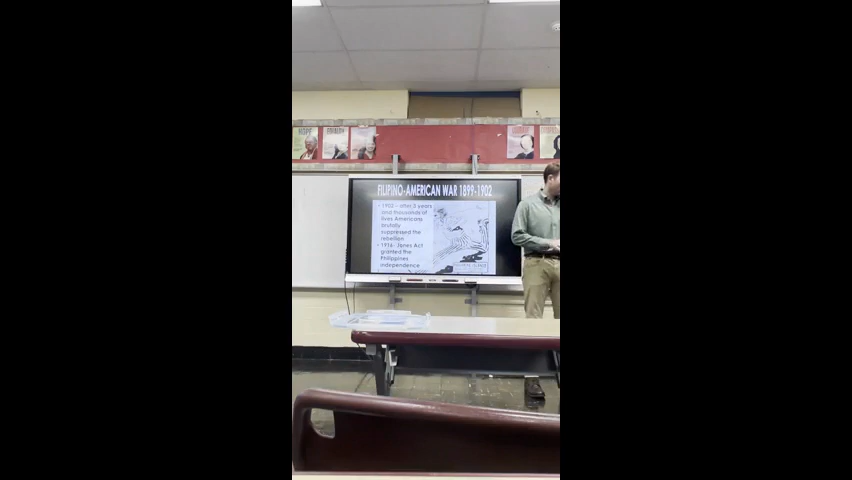 FILIPINO-AMERICAN WAR 1899-1902
• 1902 – after 3 years
and thousands of
lives Americans
brutally
suppressed the
rebellion
• 1916- Jones Act
granted the
Philippines
independence